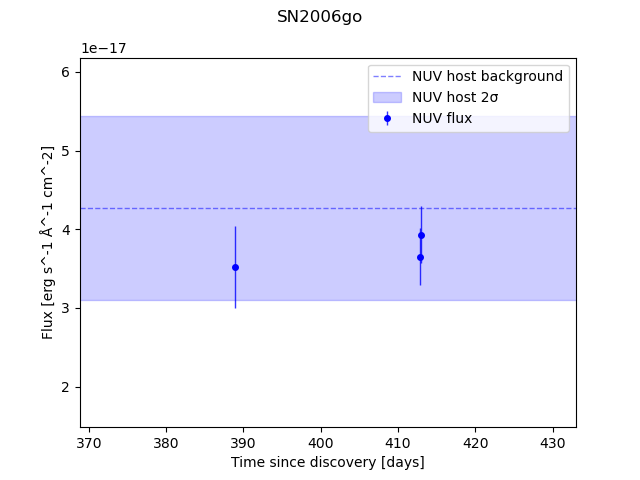 SN2006go
1e−17
NUV host background
NUV host 2σ
NUV flux
6
5
4
3
2
Flux [erg s^-1 Å^-1 cm^-2]
370 380 390 400 410 420 430
Time since discovery [days]